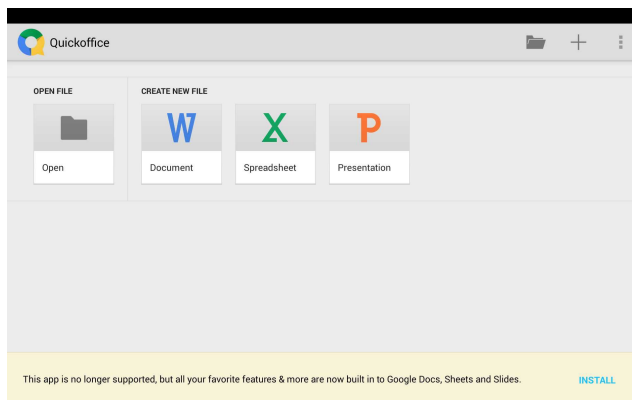 Quickoffice
OPEN FILE
CREATE NEW FILE
W
X
P
Open
Document
Spreadsheet
Presentation
This app is no longer supported, but all your favorite features & more are now built in to Google Docs, Sheets and Slides.
INSTALL